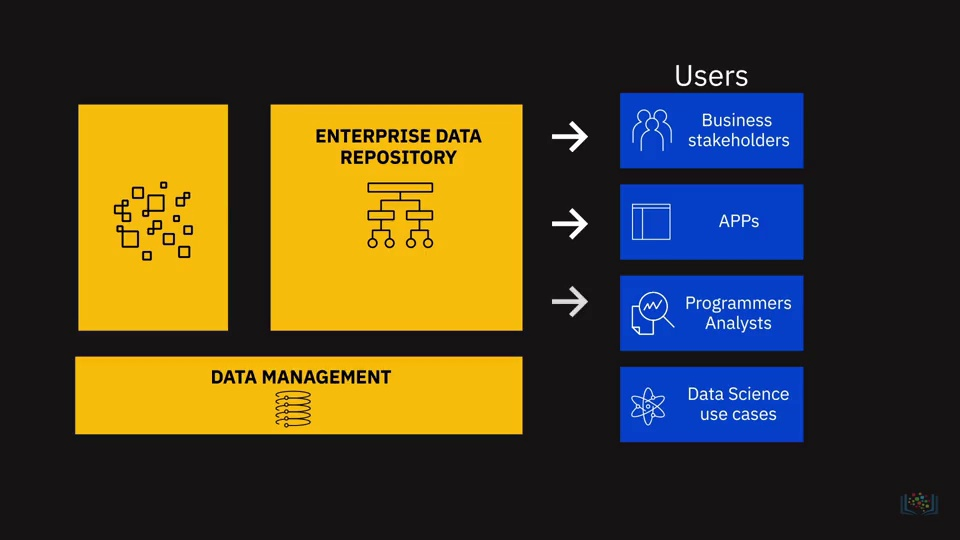 Users
ENTERPRISE DATA
REPOSITORY
Business
stakeholders
APPs
Programmers
Analysts
DATA MANAGEMENT
Data Science
use cases